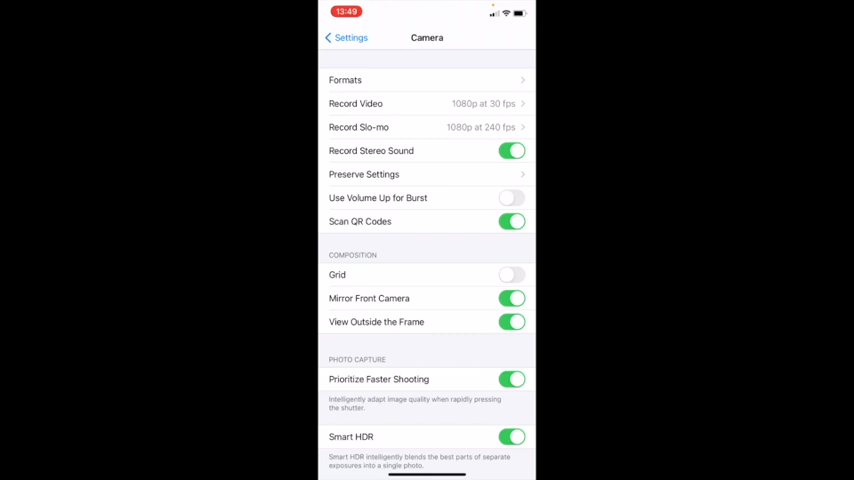 13:49
Settings
Camera
Formats
Record Video 1080p at 30 fps
Record Slo-mo 1080p at 240 fps
Record Stereo Sound
Preserve Settings
Use Volume Up for Burst
Scan QR Codes
COMPOSITION
Grid
Mirror Front Camera
View Outside the Frame
PHOTO CAPTURE
Prioritize Faster Shooting
Intelligently adapt image quality when rapidly pressing
the shutter.
Smart HDR
Smart HDR intelligently blends the best parts of separate
exposures into a single photo.